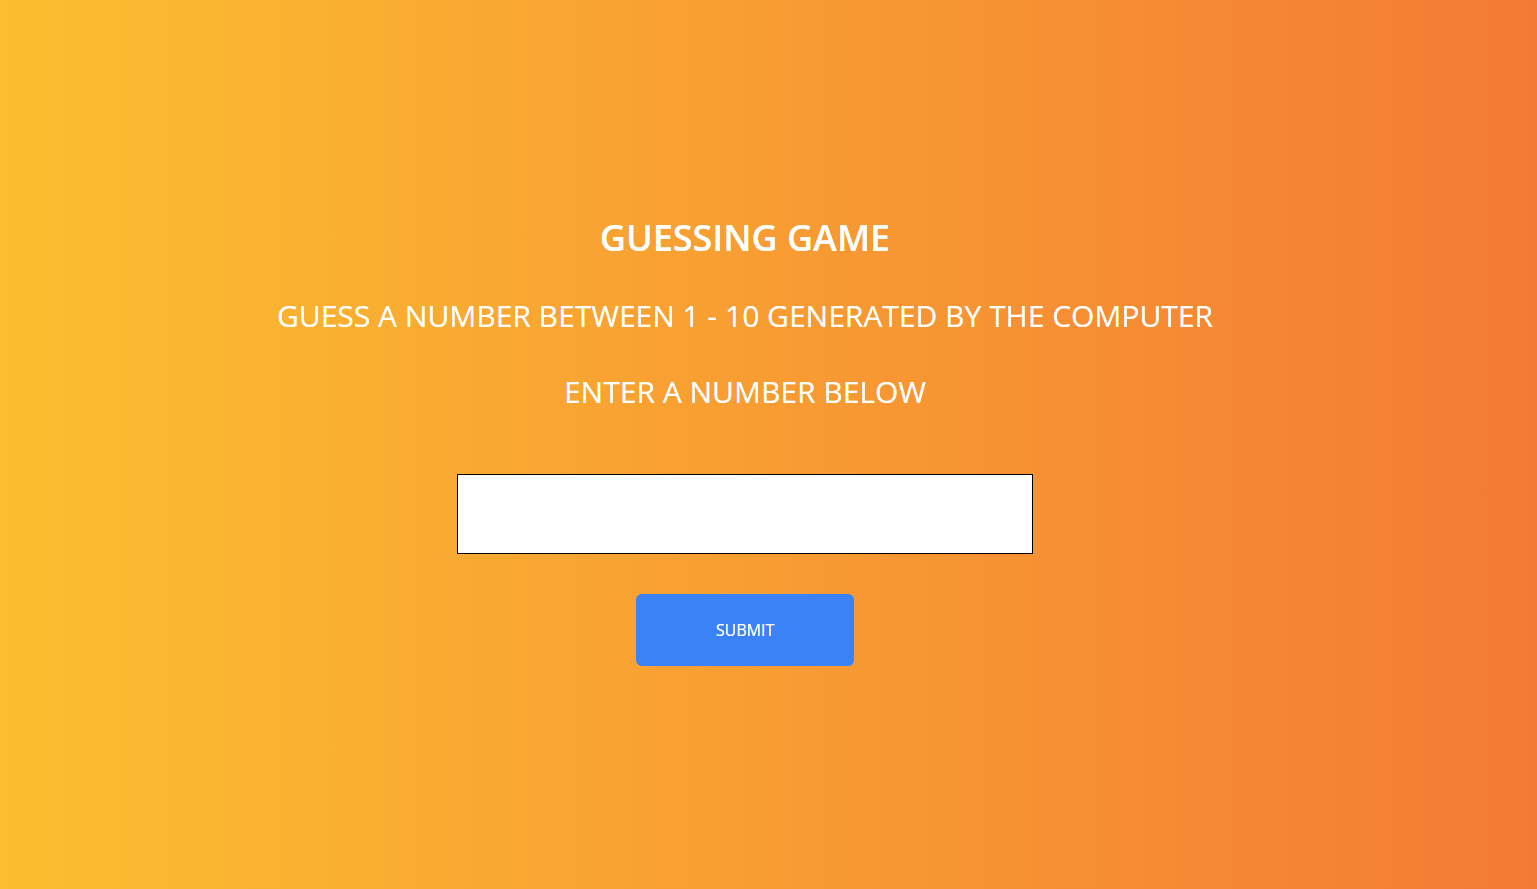 GUESSING GAME
GUESS A NUMBER BETWEEN 1 - 10 GENERATED BY THE COMPUTER
ENTER A NUMBER BELOW
SUBMIT